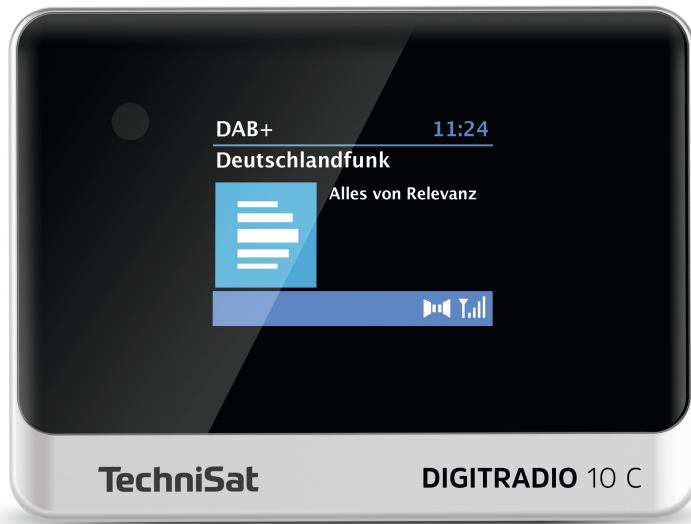 DAB+ 11:24
Deutschlandfunk
Alles von Relevanz
TechniSat DIGITRADIO 10 C